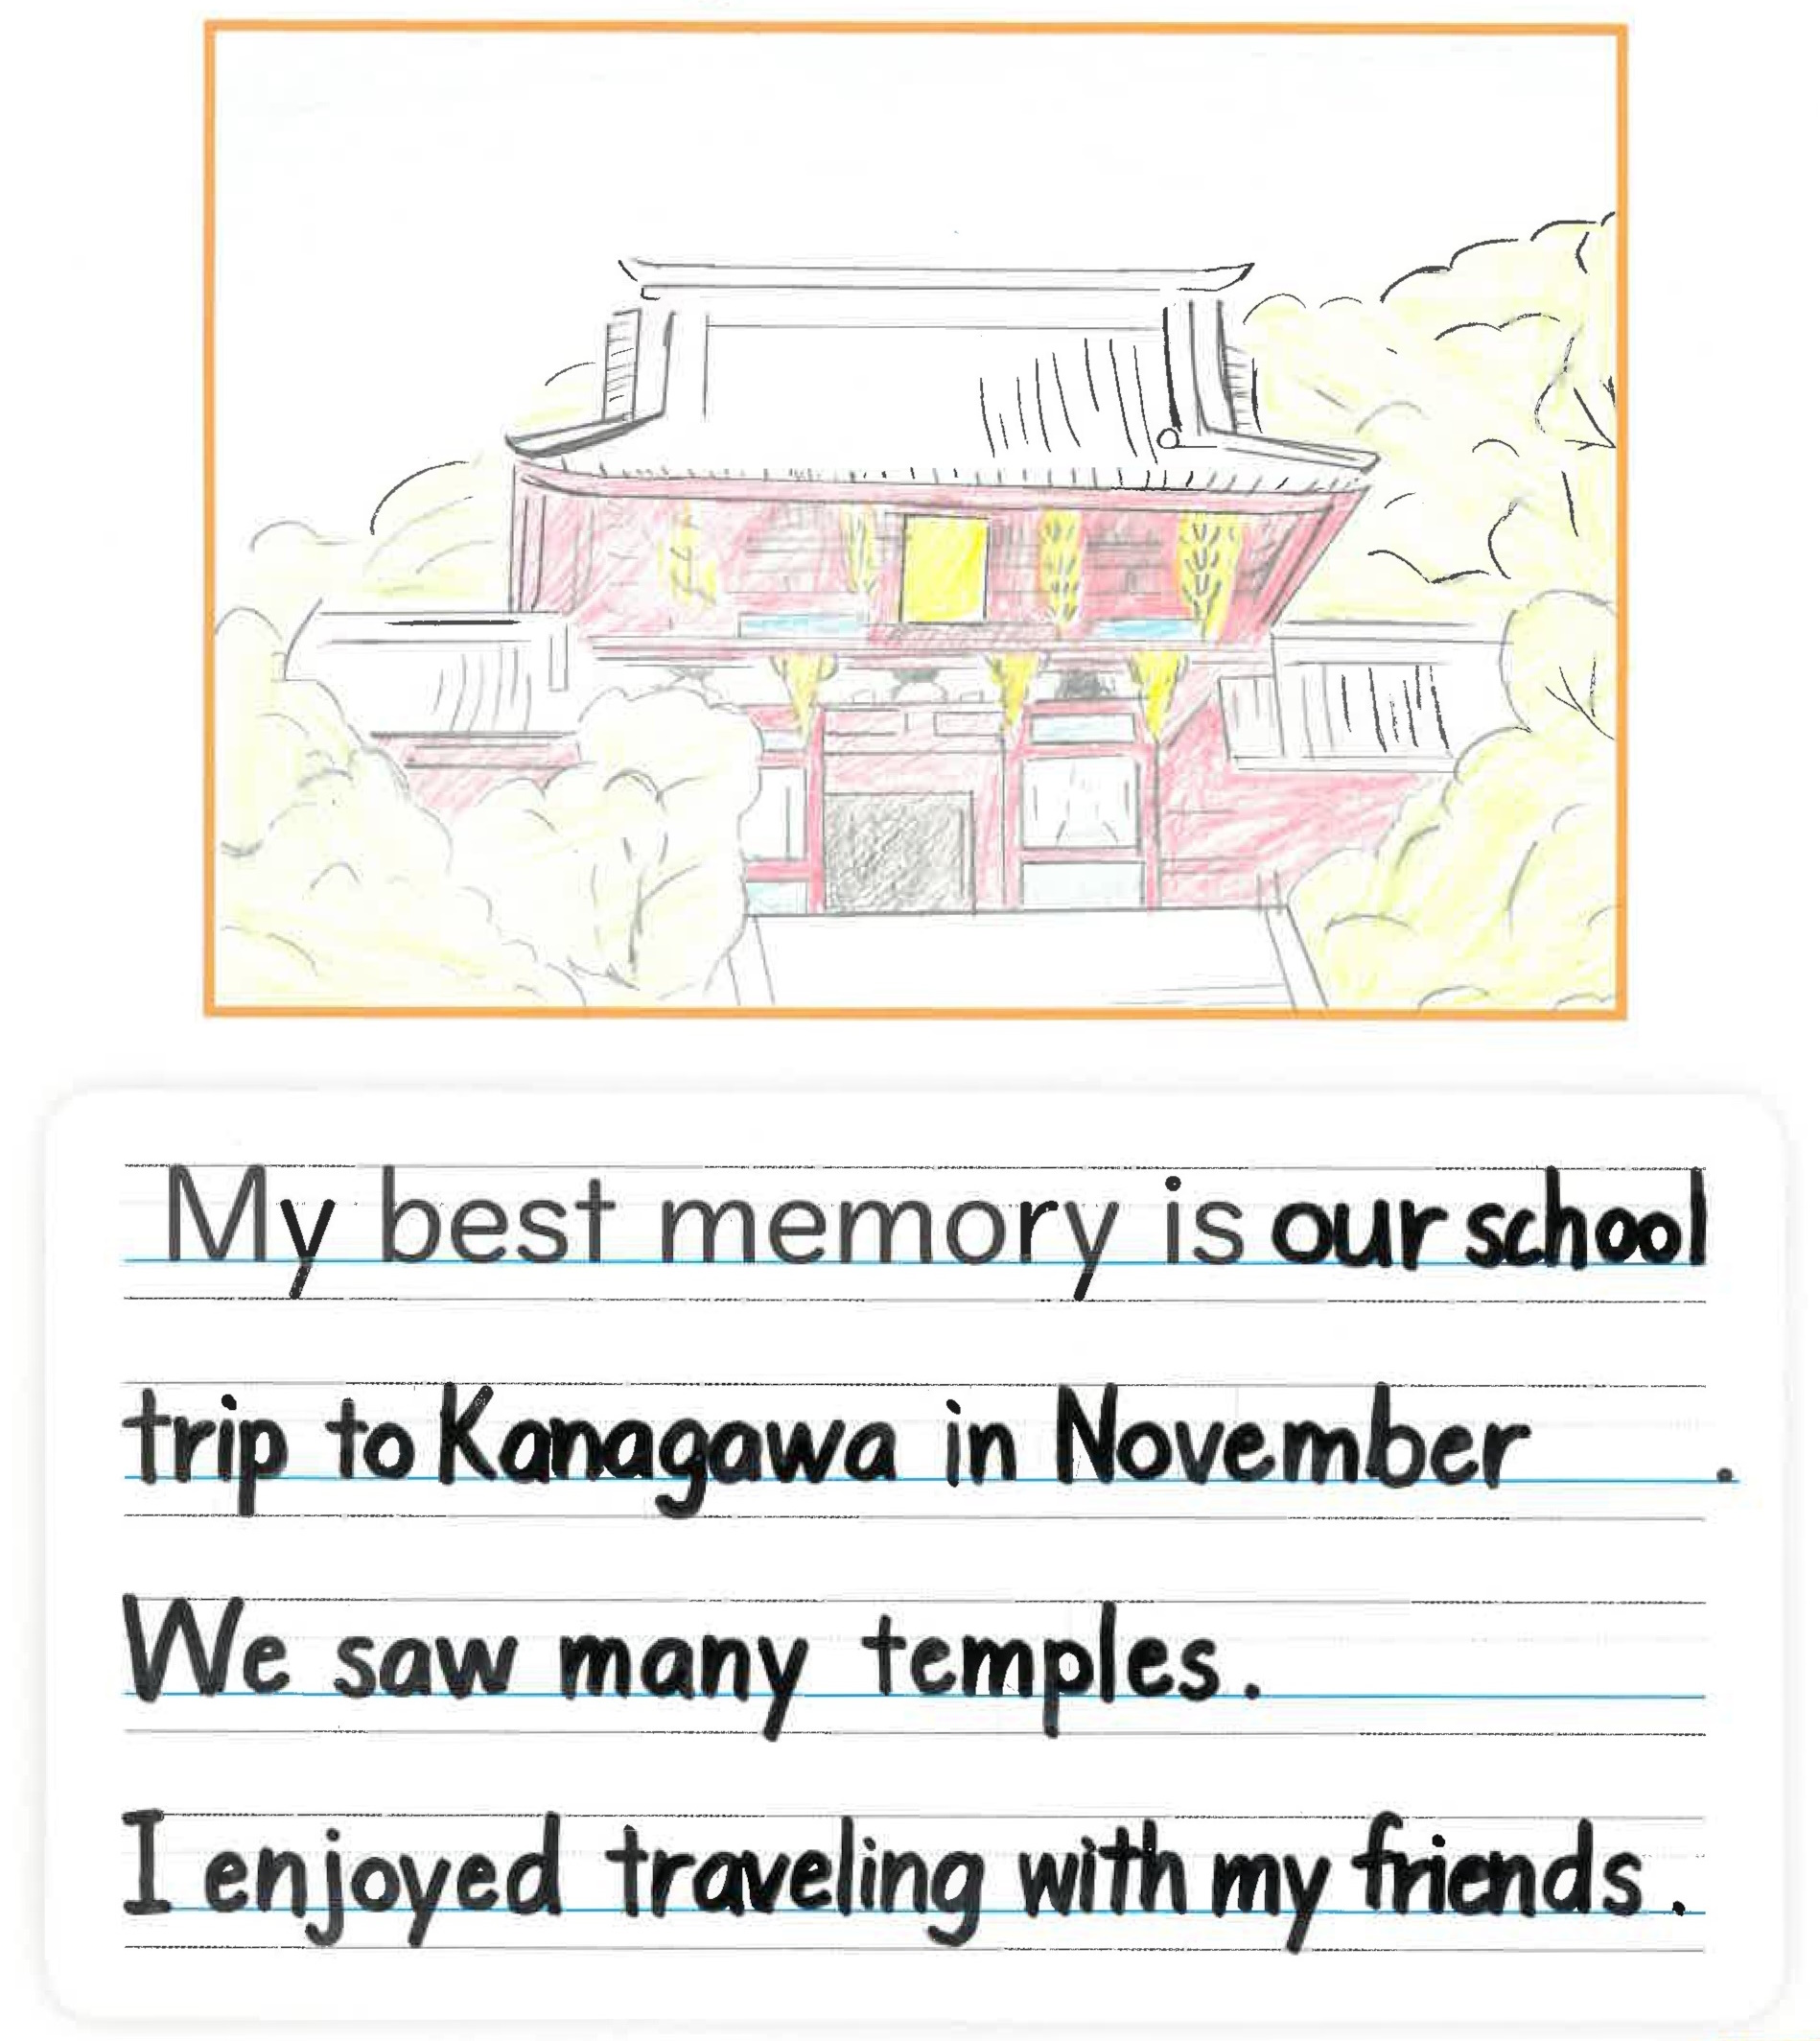 My best memory is our school
trip to Kanagawa in November .
We saw many temples.
I enjoyed traveling with my friends.